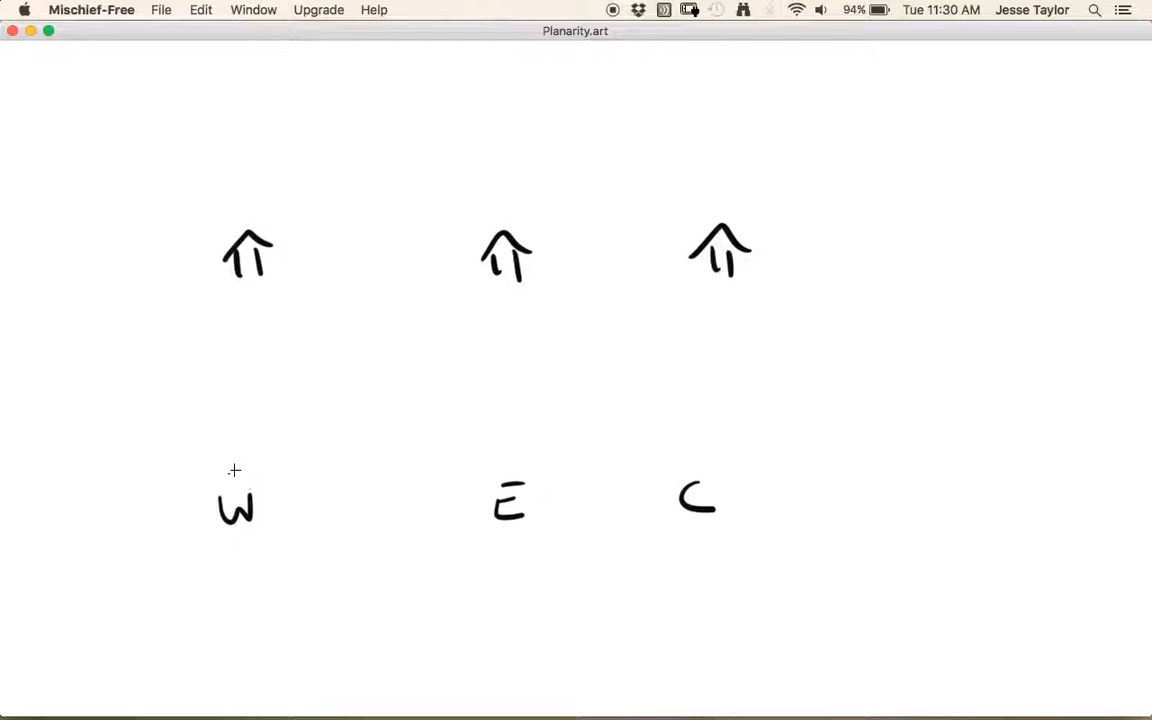 Mischief-Free File Edit Window Upgrade Help 94% Tue 11:30 AM Jesse Taylor
Planarity.art
W E C